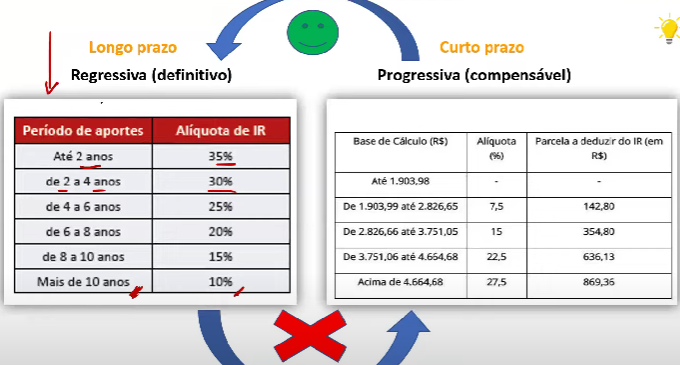 Longo prazo
Curto prazo
Regressiva (definitivo)
Progressiva (compensável)
Período de aportes Alíquota de IR
Até 2 anos 35%
de 2 a 4 anos 30%
de 4 a 6 anos 25%
de 6 a 8 anos 20%
de 8 a 10 anos 15%
Mais de 10 anos 10%
Base de Cálculo (R$) Alíquota Parcela a deduzir do IR (em
(%) R$)
Até 1.903,98 - -
De 1.903,99 até 2.826,65 7,5 142,80
De 2.826,66 até 3.751,05 15 354,80
De 3.751,06 até 4.664,68 22,5 636,13
Acima de 4.664,68 27,5 869,36